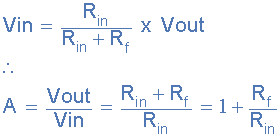 Vin = Rin / (Rin + Rf) x Vout
∴
A = Vout / Vin = (Rin + Rf) / Rin = 1 + Rf / Rin